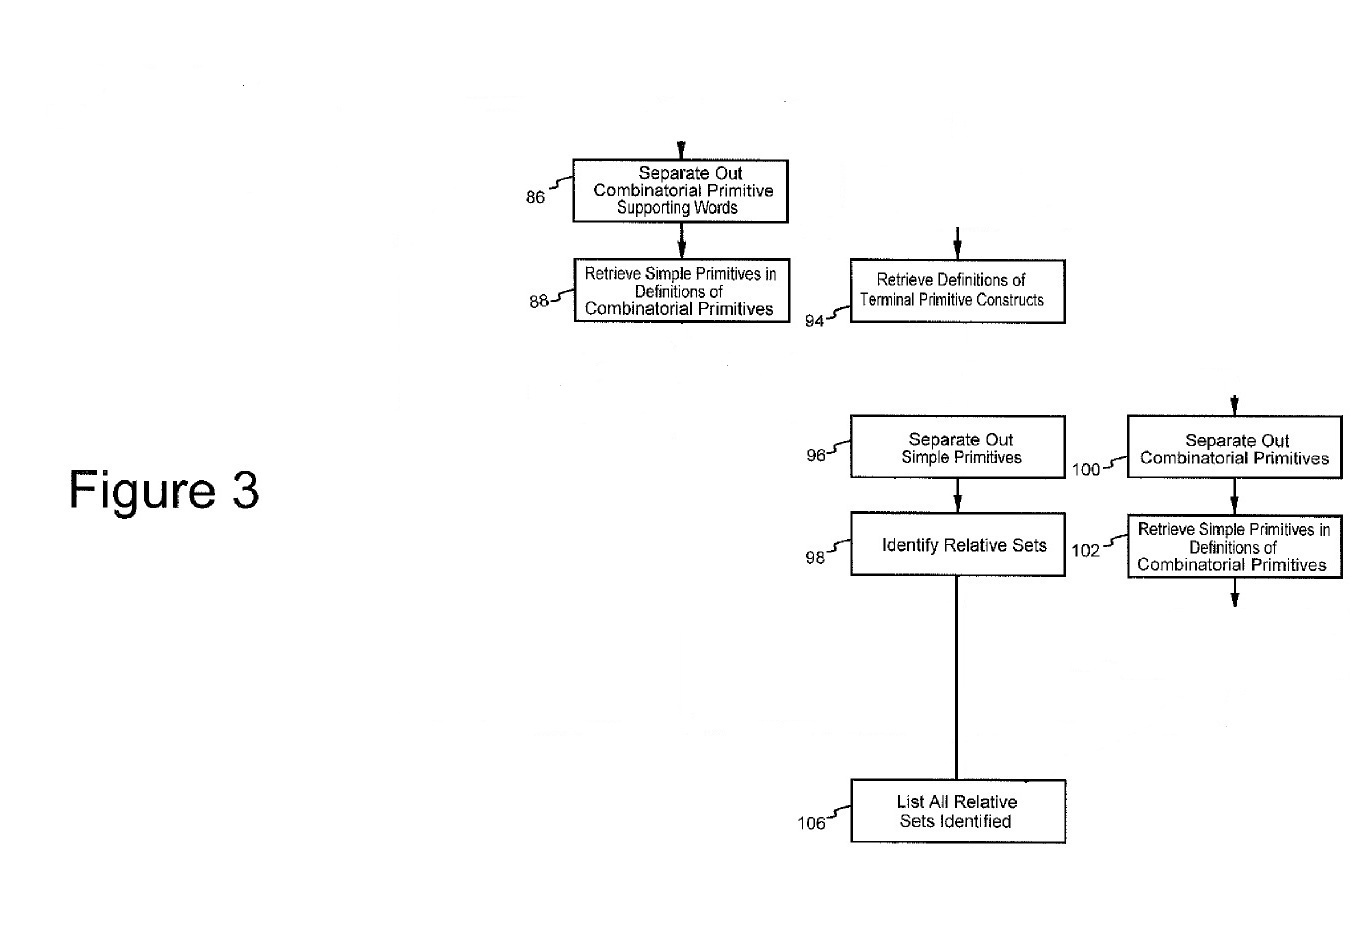 Separate Out
Combinatorial Primitive
Supporting Words
86
Retrieve Simple Primitives in
Definitions of
Combinatorial Primitives
88
Retrieve Definitions of
Terminal Primitive Constructs
94
Separate Out
Simple Primitives
96
Separate Out
Combinatorial Primitives
100
Figure 3
Identify Relative Sets
98
Retrieve Simple Primitives in
Definitions of
Combinatorial Primitives
102
List All Relative
Sets Identified
106